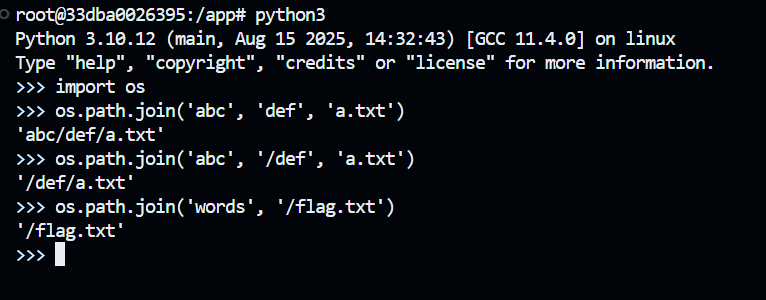 root@33dba0026395:/app# python3
Python 3.10.12 (main, Aug 15 2025, 14:32:43) [GCC 11.4.0] on linux
Type "help", "copyright", "credits" or "license" for more information.
>>> import os
>>> os.path.join('abc', 'def', 'a.txt')
'abc/def/a.txt'
>>> os.path.join('abc', '/def', 'a.txt')
'/def/a.txt'
>>> os.path.join('words', '/flag.txt')
'/flag.txt'
>>>